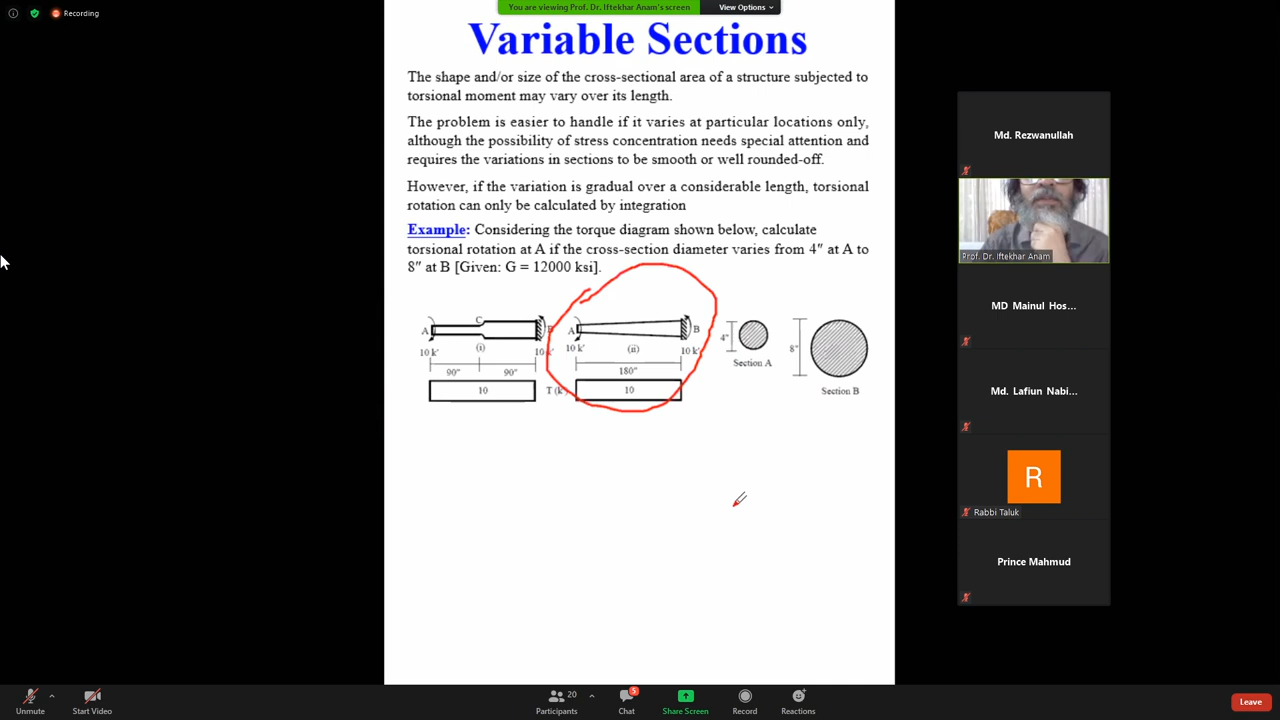 Recording
You are viewing Prof. Dr. Iftekhar Anam's screen
View Options
Variable Sections
The shape and/or size of the cross-sectional area of a structure subjected to
torsional moment may vary over its length.
The problem is easier to handle if it varies at particular locations only,
although the possibility of stress concentration needs special attention and
requires the variations in sections to be smooth or well rounded-off.
However, if the variation is gradual over a considerable length, torsional
rotation can only be calculated by integration
Example: Considering the torque diagram shown below, calculate
torsional rotation at A if the cross-section diameter varies from 4″ at A to
8″ at B [Given: G = 12000 ksi].
A C B
10 k' (i) 10 k'
90″ 90″
10
T (k')
A B
10 k' (ii) 10 k'
180″
10
4″
Section A
8″
Section B
Md. Rezwanullah
Prof. Dr. Iftekhar Anam
MD Mainul Hos...
Md. Lafiun Nabi...
R
Rabbi Taluk
Prince Mahmud
Unmute
Start Video
20
Participants
5
Chat
Share Screen
Record
Reactions
Leave